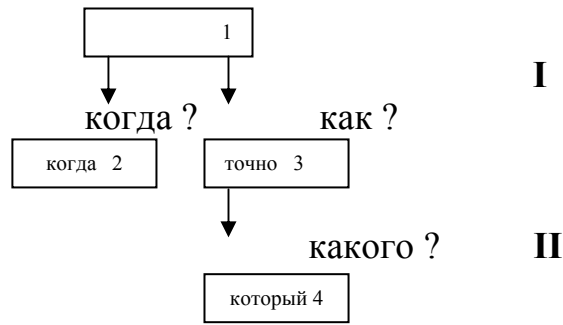 1
I
когда ? как ?
когда 2 точно 3
какого ? II
который 4